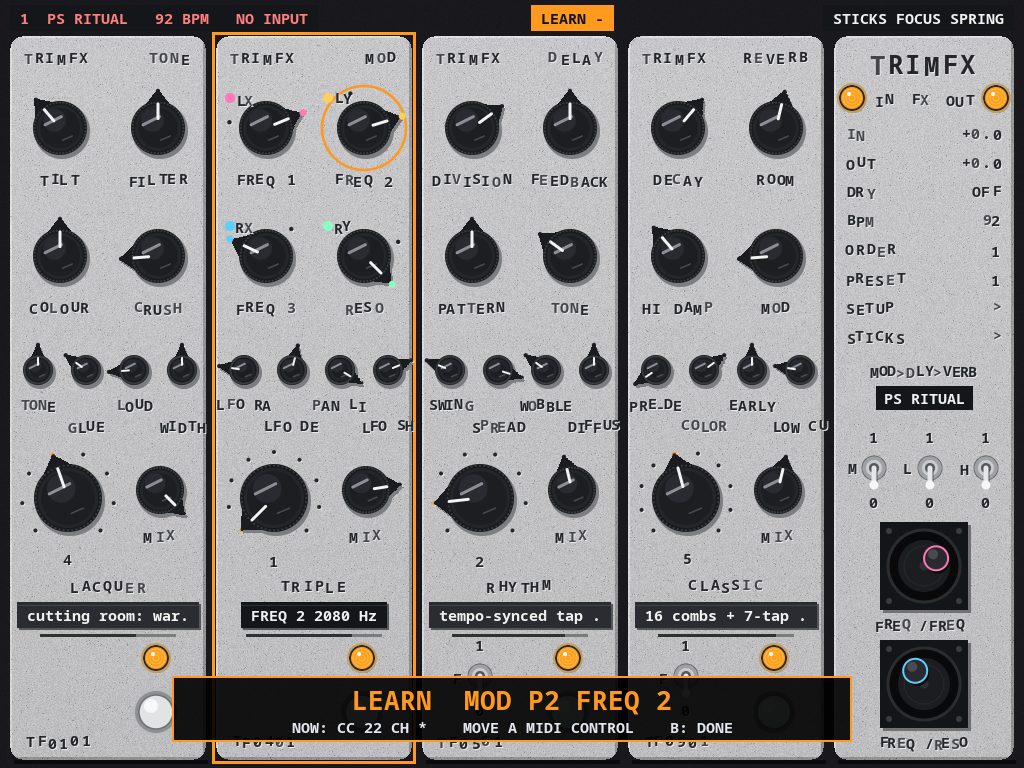 1 PS RITUAL 92 BPM NO INPUT
LEARN -
STICKS FOCUS SPRING
TRIMFX TONE
TILT FILTER
COLOUR CRUSH
TONE LOUD
GLUE WIDTH
MIX
4
LACQUER
cutting room: war.
TF0101
TRIMFX MOD
LX LY
FREQ 1 FREQ 2
RX RY
FREQ 3 RESO
LFO RA PAN LI
LFO DE LFO SH
MIX
1
TRIPLE
FREQ 2 2080 Hz
TRIMFX DELAY
DIVISION FEEDBACK
PATTERN TONE
SWING WOBBLE
SPREAD DIFFUS
MIX
2
RHYTHM
tempo-synced tap .
1
TRIMFX REVERB
DECAY ROOM
HI DAMP MOD
PRE-DE EARLY
COLOR LOW CU
MIX
5
CLASSIC
16 combs + 7-tap .
1
TRIMFX
IN FX OUT
IN +0.0
OUT +0.0
DRY OFF
BPM 92
ORDER 1
PRESET 1
SETUP >
STICKS >
MOD>DLY>VERB
PS RITUAL
1 1 1
M L H
0 0 0
FREQ /FREQ
FREQ /RESO
LEARN MOD P2 FREQ 2
NOW: CC 22 CH * MOVE A MIDI CONTROL B: DONE